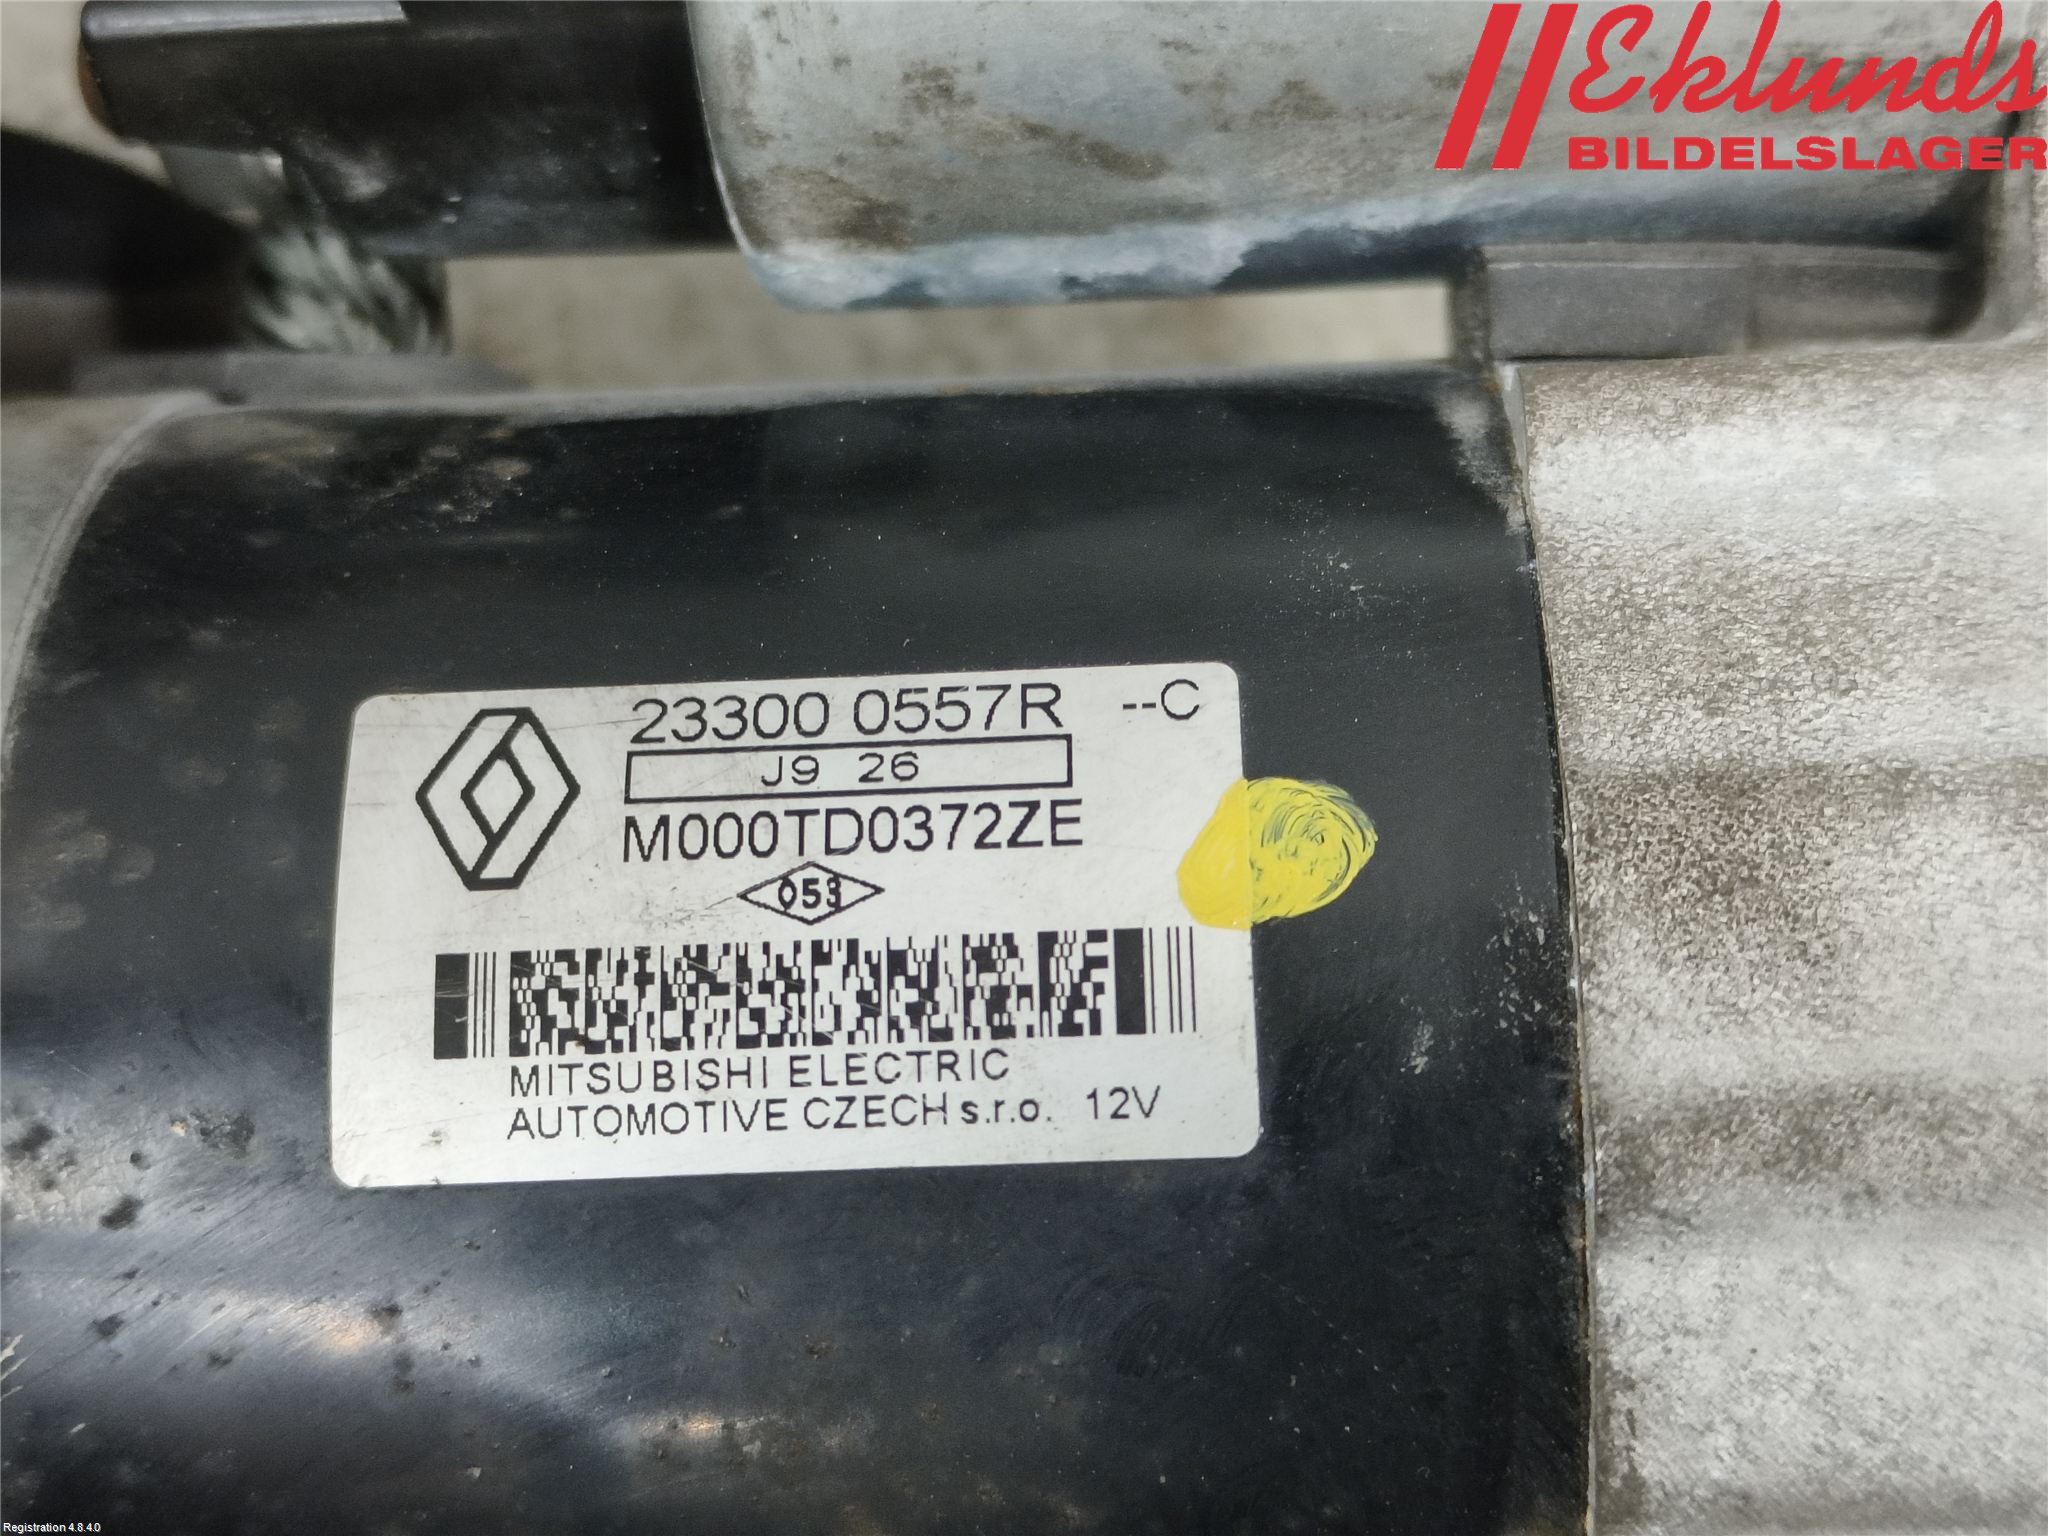 Eklunds
BILDELSLAGER
23300 0557R --C
J9 26
M000TD0372ZE
053
MITSUBISHI ELECTRIC
AUTOMOTIVE CZECH s.r.o. 12V
Registration 4.8.4.0